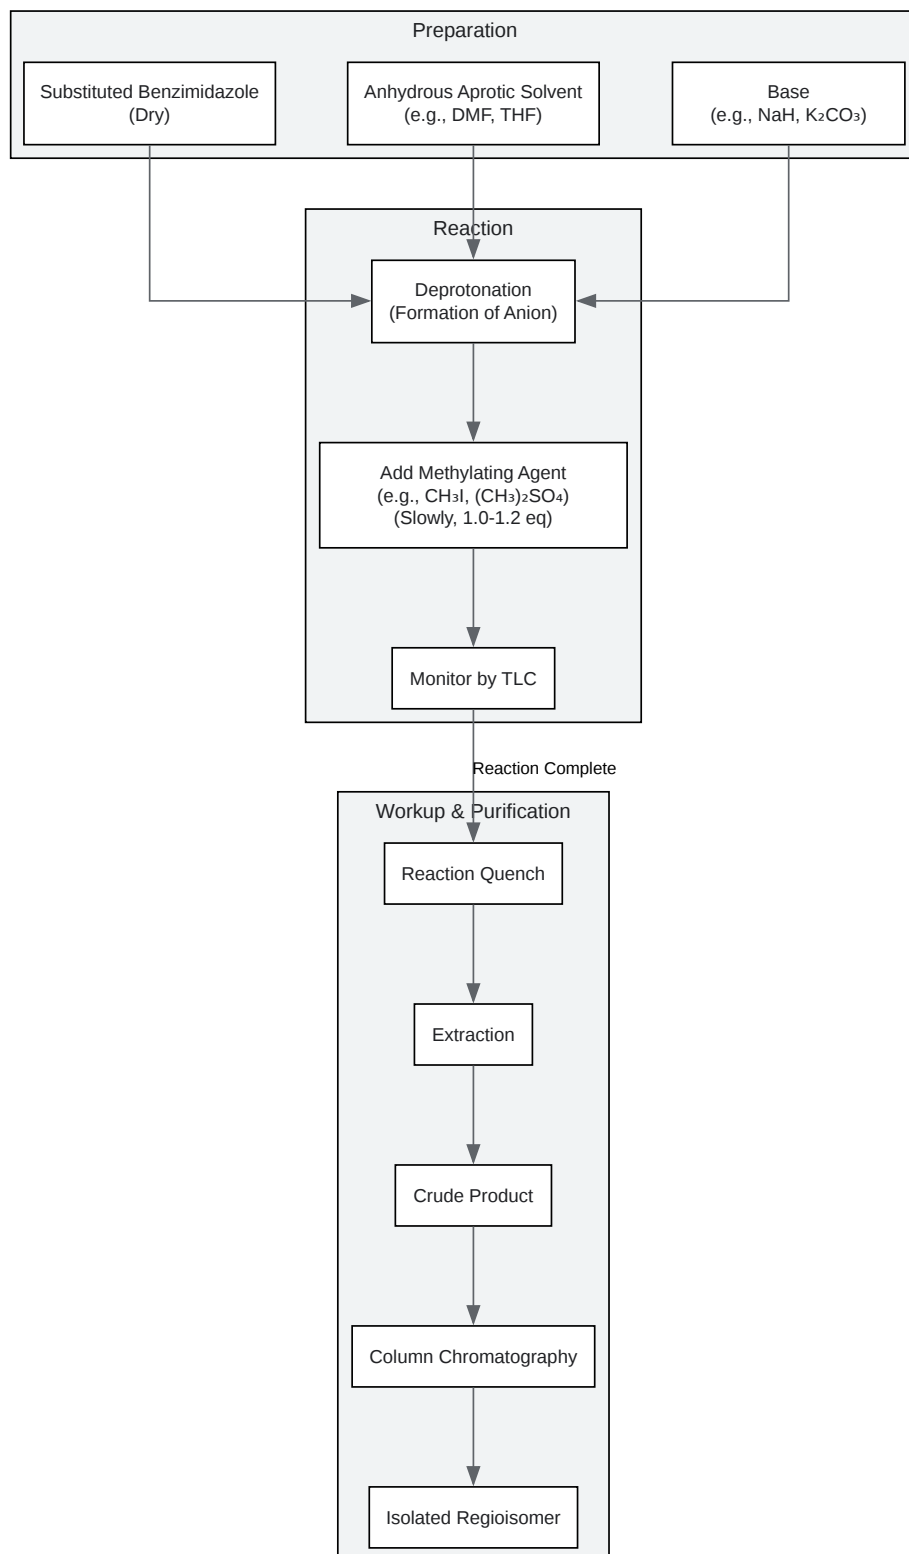 Preparation
Substituted Benzimidazole
(Dry)
Anhydrous Aprotic Solvent
(e.g., DMF, THF)
Base
(e.g., NaH, K₂CO₃)
Reaction
Deprotonation
(Formation of Anion)
Add Methylating Agent
(e.g., CH₃I, (CH₃)₂SO₄)
(Slowly, 1.0-1.2 eq)
Monitor by TLC
Reaction Complete
Workup & Purification
Reaction Quench
Extraction
Crude Product
Column Chromatography
Isolated Regioisomer